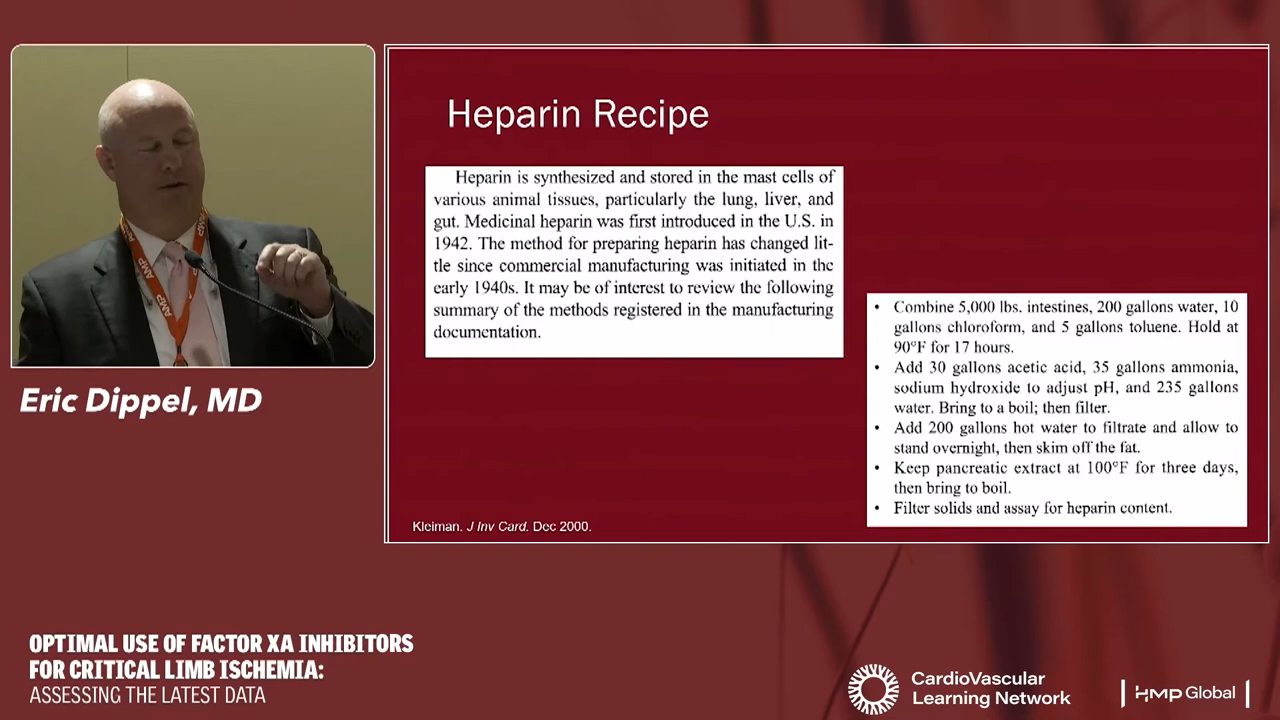 Heparin Recipe
Heparin is synthesized and stored in the mast cells of
various animal tissues, particularly the lung, liver, and
gut. Medicinal heparin was first introduced in the U.S. in
1942. The method for preparing heparin has changed lit-
tle since commercial manufacturing was initiated in the
early 1940s. It may be of interest to review the following
summary of the methods registered in the manufacturing
documentation.
• Combine 5,000 lbs. intestines, 200 gallons water, 10
gallons chloroform, and 5 gallons toluene. Hold at
90°F for 17 hours.
• Add 30 gallons acetic acid, 35 gallons ammonia,
sodium hydroxide to adjust pH, and 235 gallons
water. Bring to a boil; then filter.
• Add 200 gallons hot water to filtrate and allow to
stand overnight, then skim off the fat.
• Keep pancreatic extract at 100°F for three days,
then bring to boil.
• Filter solids and assay for heparin content.
Kleiman. J Inv Card. Dec 2000.
AMP
AMP
Eric Dippel, MD
OPTIMAL USE OF FACTOR XA INHIBITORS
FOR CRITICAL LIMB ISCHEMIA:
ASSESSING THE LATEST DATA
CardioVascular
Learning Network
HMP Global